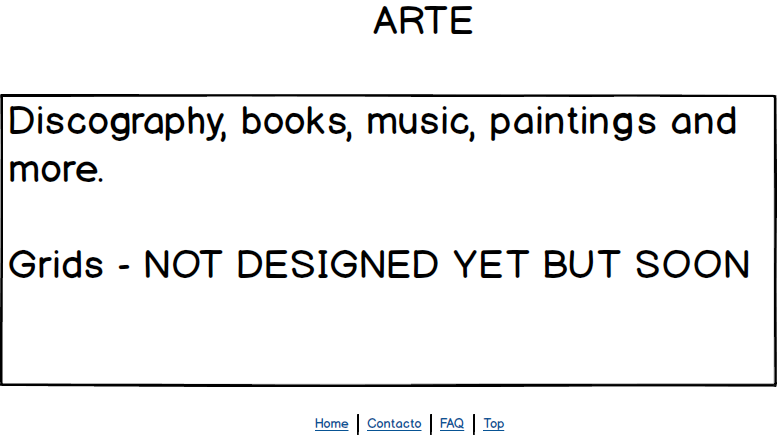 ARTE
Discography, books, music, paintings and
more.
Grids - NOT DESIGNED YET BUT SOON
Home | Contacto | FAQ | Top